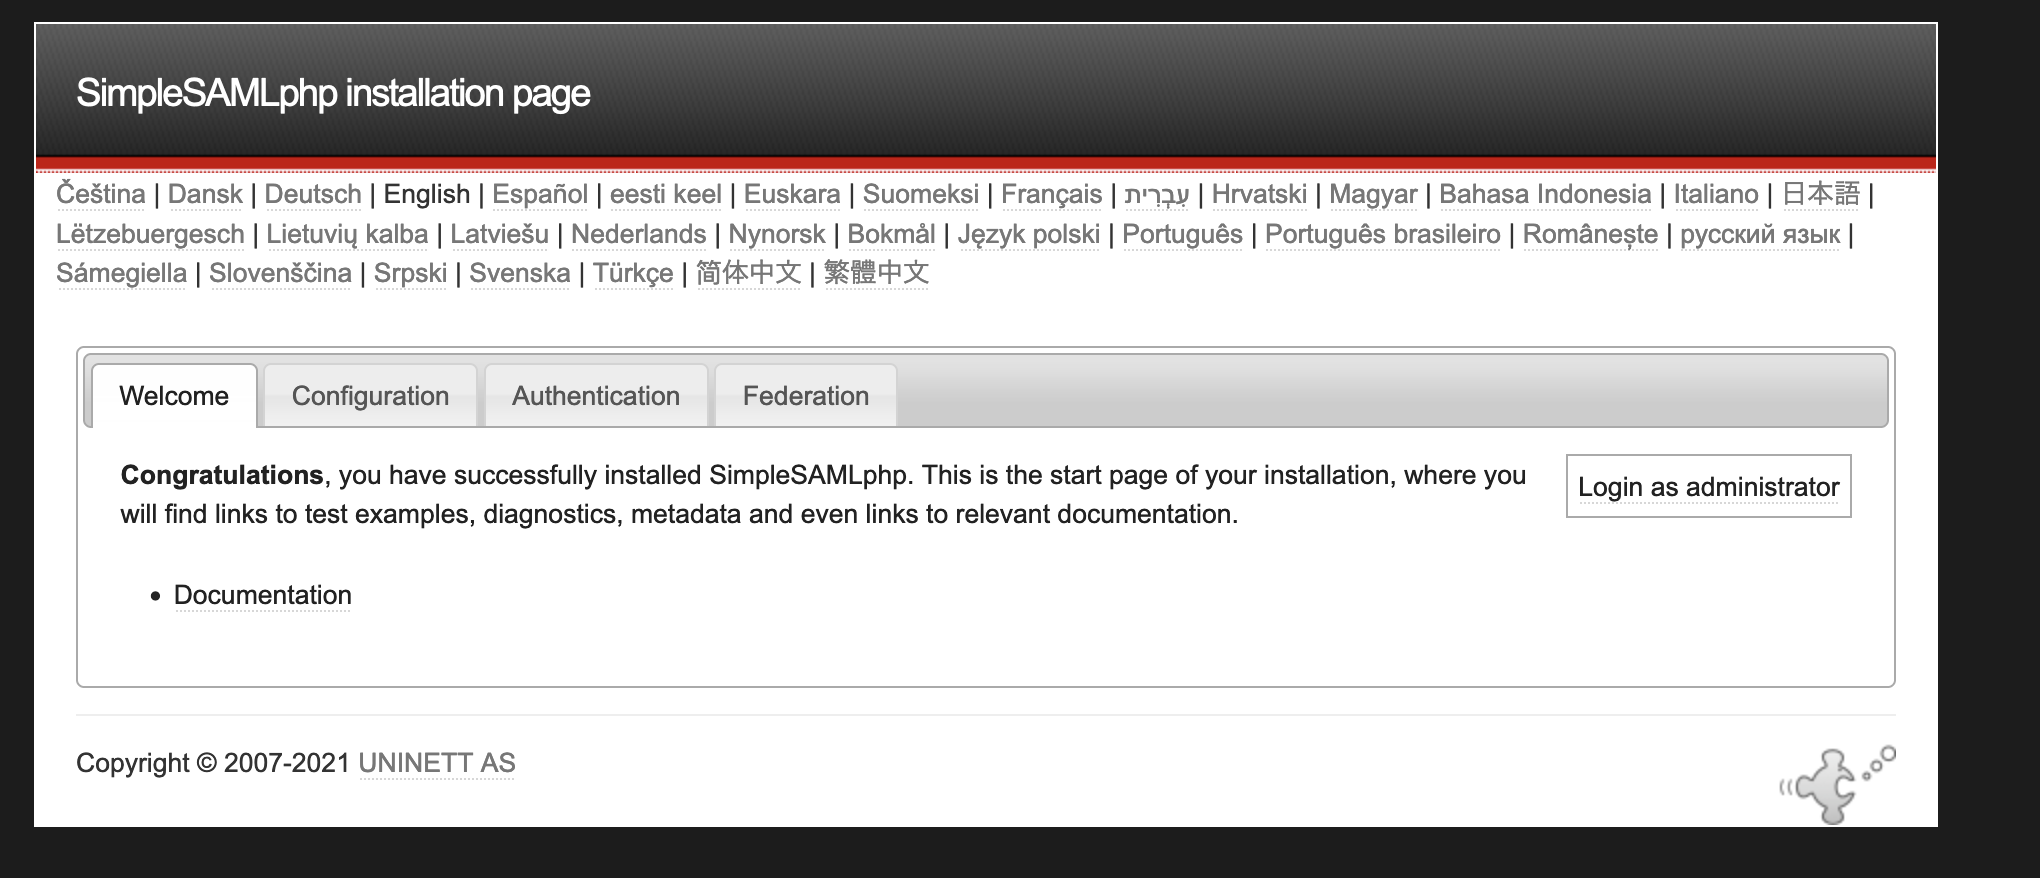 SimpleSAMLphp installation page
Čeština | Dansk | Deutsch | English | Español | eesti keel | Euskara | Suomeksi | Français | עִבְרִית | Hrvatski | Magyar | Bahasa Indonesia | Italiano | 日本語 |
Lëtzebuergesch | Lietuvių kalba | Latviešu | Nederlands | Nynorsk | Bokmål | Język polski | Português | Português brasileiro | Românește | русский язык |
Sámegiella | Slovenščina | Srpski | Svenska | Türkçe | 简体中文 | 繁體中文
Welcome Configuration Authentication Federation
Congratulations, you have successfully installed SimpleSAMLphp. This is the start page of your installation, where you
will find links to test examples, diagnostics, metadata and even links to relevant documentation.
Login as administrator
• Documentation
Copyright © 2007-2021 UNINETT AS